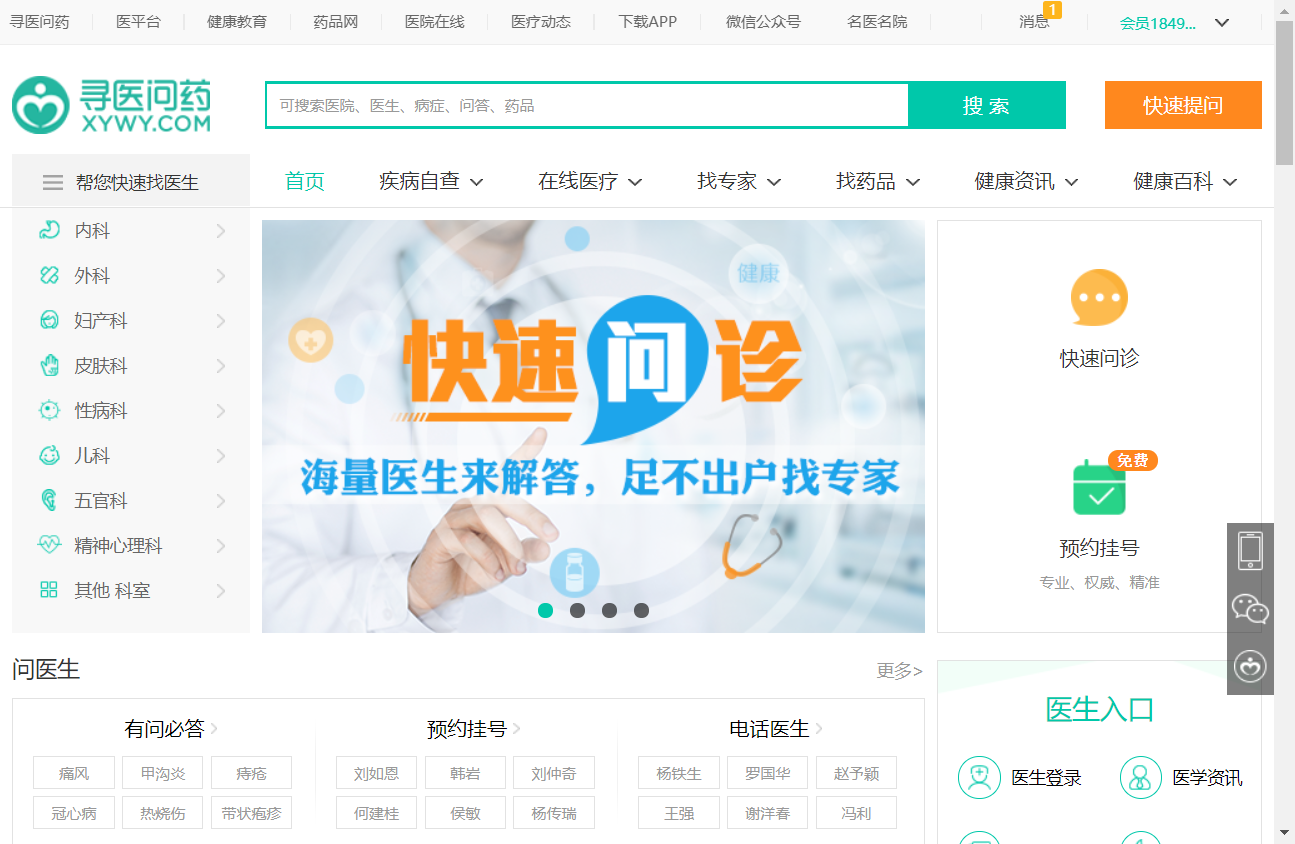 寻医问药 医平台 健康教育 药品网 医院在线 医疗动态 下载APP 微信公众号 名医名院 消息 1 会员1849...
寻医问药
XYWY.COM
可搜索医院、医生、病症、问答、药品 搜 索 快速提问
帮您快速找医生 首页 疾病自查 在线医疗 找专家 找药品 健康资讯 健康百科
内科
外科
妇产科
皮肤科
性病科
儿科
五官科
精神心理科
其他 科室
健康
快速问诊
海量医生来解答，足不出户找专家
快速问诊
免费
预约挂号
专业、权威、精准
问医生 更多>
有问必答 预约挂号 电话医生
痛风 甲沟炎 痔疮 刘如恩 韩岩 刘仲奇 杨铁生 罗国华 赵予颖
冠心病 热烧伤 带状疱疹 何建桂 侯敏 杨传瑞 王强 谢洋春 冯利
医生入口
医生登录 医学资讯